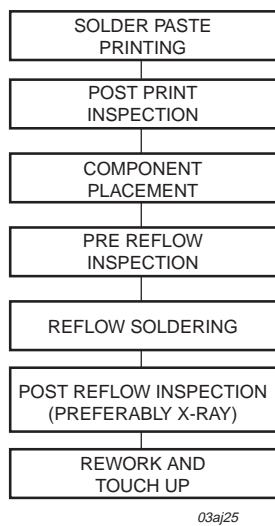 SOLDER PASTE
PRINTING
POST PRINT
INSPECTION
COMPONENT
PLACEMENT
PRE REFLOW
INSPECTION
REFLOW SOLDERING
POST REFLOW INSPECTION
(PREFERABLY X-RAY)
REWORK AND
TOUCH UP
03aj25